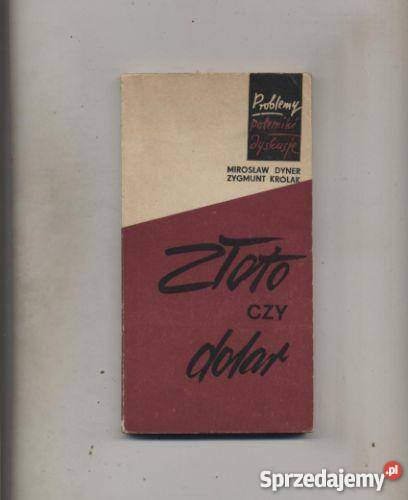 Problemy
polemiki
dyskusje
MIROSŁAW DYNER
ZYGMUNT KRÓLAK
złoto
CZY
dolar
Sprzedajemy.pl